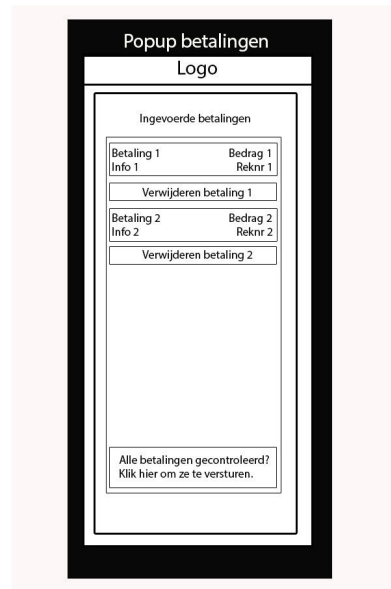 Popup betalingen
Logo
Ingevoerde betalingen
Betaling 1 Bedrag 1
Info 1 Reknr 1
Verwijderen betaling 1
Betaling 2 Bedrag 2
Info 2 Reknr 2
Verwijderen betaling 2
Alle betalingen gecontroleerd?
Klik hier om ze te versturen.